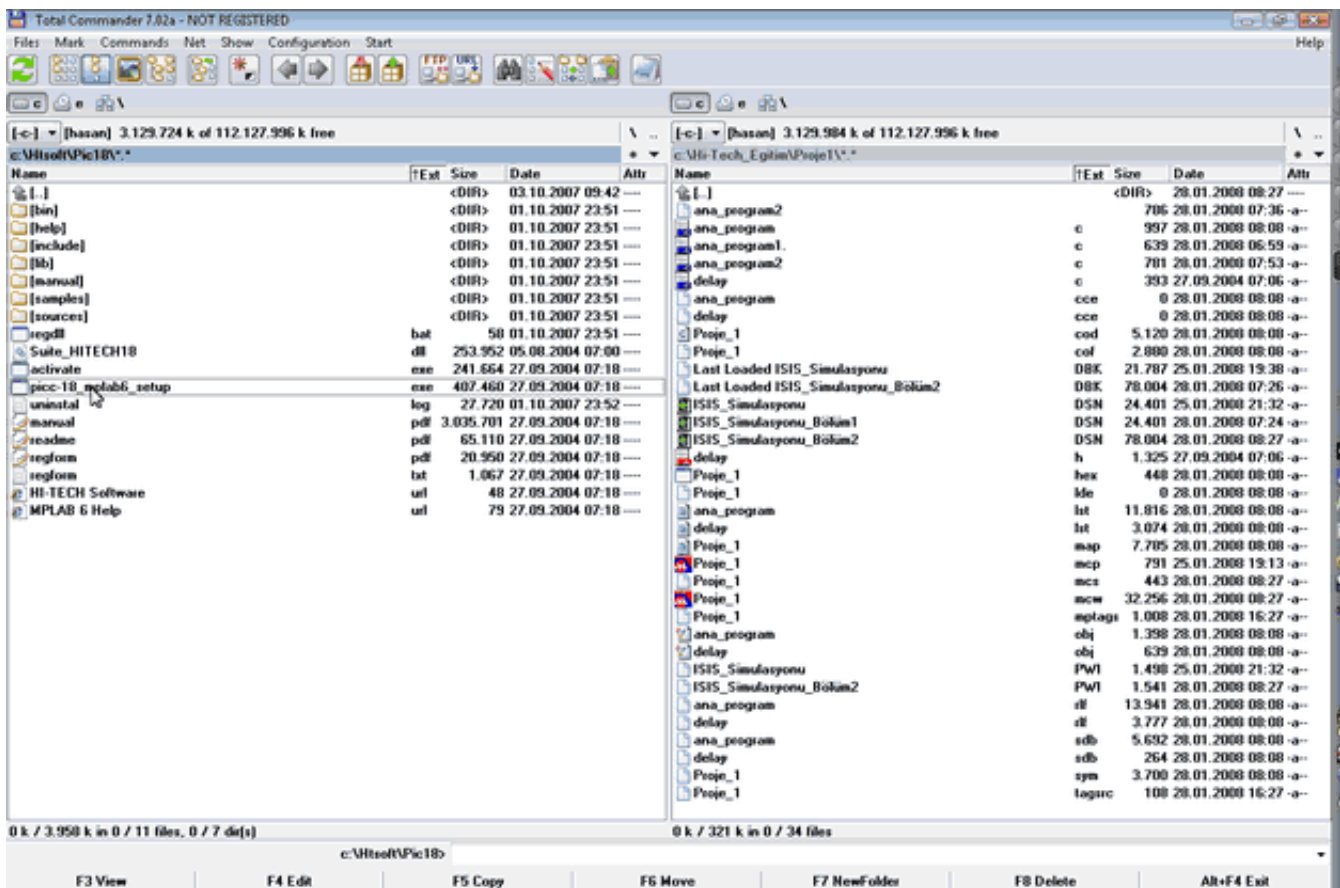 Total Commander 7.02a - NOT REGISTERED
Files Mark Commands Net Show Configuration Start Help
FTP URL
c e \ c e \
[-c-] [hasan] 3.129.724 k of 112.127.996 k free \ .. [-c-] [hasan] 3.129.984 k of 112.127.996 k free \ ..
c:\Htsoft\Pic18\*.* * c:\Hi-Tech_Egitim\Proje1\*.* *
Name ↑Ext Size Date Attr Name ↑Ext Size Date Attr
[..] <DIR> 03.10.2007 09:42 ---- [..] <DIR> 28.01.2008 08:27 ----
[bin] <DIR> 01.10.2007 23:51 ---- ana_program2 786 28.01.2008 07:36 -a--
[help] <DIR> 01.10.2007 23:51 ---- ana_program c 997 28.01.2008 08:08 -a--
[include] <DIR> 01.10.2007 23:51 ---- ana_program1. c 639 28.01.2008 06:59 -a--
[lib] <DIR> 01.10.2007 23:51 ---- ana_program2 c 781 28.01.2008 07:53 -a--
[manual] <DIR> 01.10.2007 23:51 ---- delay c 393 27.09.2004 07:06 -a--
[samples] <DIR> 01.10.2007 23:51 ---- ana_program cce 0 28.01.2008 08:08 -a--
[sources] <DIR> 01.10.2007 23:51 ---- delay cce 0 28.01.2008 08:08 -a--
regdll bat 58 01.10.2007 23:51 ---- Proje_1 cod 5.120 28.01.2008 08:08 -a--
Suite_HITECH18 dll 253.952 05.08.2004 07:00 ---- Proje_1 cof 2.880 28.01.2008 08:08 -a--
activate exe 241.664 27.09.2004 07:18 ---- Last Loaded ISIS_Simulasyonu DBK 21.787 25.01.2008 19:38 -a--
picc-18_mplab6_setup exe 407.460 27.09.2004 07:18 ---- Last Loaded ISIS_Simulasyonu_Bölüm2 DBK 78.004 28.01.2008 07:26 -a--
uninstal log 27.720 01.10.2007 23:52 ---- ISIS_Simulasyonu DSN 24.401 25.01.2008 21:32 -a--
manual pdf 3.035.701 27.09.2004 07:18 ---- ISIS_Simulasyonu_Bölüm1 DSN 24.401 28.01.2008 07:24 -a--
readme pdf 65.110 27.09.2004 07:18 ---- ISIS_Simulasyonu_Bölüm2 DSN 78.004 28.01.2008 08:27 -a--
regform pdf 20.950 27.09.2004 07:18 ---- delay h 1.325 27.09.2004 07:06 -a--
regform txt 1.067 27.09.2004 07:18 ---- Proje_1 hex 448 28.01.2008 08:08 -a--
HI-TECH Software url 48 27.09.2004 07:18 ---- Proje_1 lde 0 28.01.2008 08:08 -a--
MPLAB 6 Help url 79 27.09.2004 07:18 ---- ana_program lst 11.816 28.01.2008 08:08 -a--
delay lst 3.074 28.01.2008 08:08 -a--
Proje_1 map 7.785 28.01.2008 08:08 -a--
Proje_1 mcp 791 25.01.2008 19:13 -a--
Proje_1 mcs 443 28.01.2008 08:27 -a--
Proje_1 mcw 32.256 28.01.2008 08:27 -a--
Proje_1 mptags 1.008 28.01.2008 16:27 -a--
ana_program obj 1.398 28.01.2008 08:08 -a--
delay obj 639 28.01.2008 08:08 -a--
ISIS_Simulasyonu PWI 1.498 25.01.2008 21:32 -a--
ISIS_Simulasyonu_Bölüm2 PWI 1.541 28.01.2008 08:27 -a--
ana_program rlf 13.941 28.01.2008 08:08 -a--
delay rlf 3.777 28.01.2008 08:08 -a--
ana_program sdb 5.692 28.01.2008 08:08 -a--
delay sdb 264 28.01.2008 08:08 -a--
Proje_1 sym 3.700 28.01.2008 08:08 -a--
Proje_1 tagsrc 108 28.01.2008 16:27 -a--
0 k / 3.958 k in 0 / 11 files, 0 / 7 dir(s) 0 k / 321 k in 0 / 34 files
c:\Htsoft\Pic18>
F3 View F4 Edit F5 Copy F6 Move F7 NewFolder F8 Delete Alt+F4 Exit